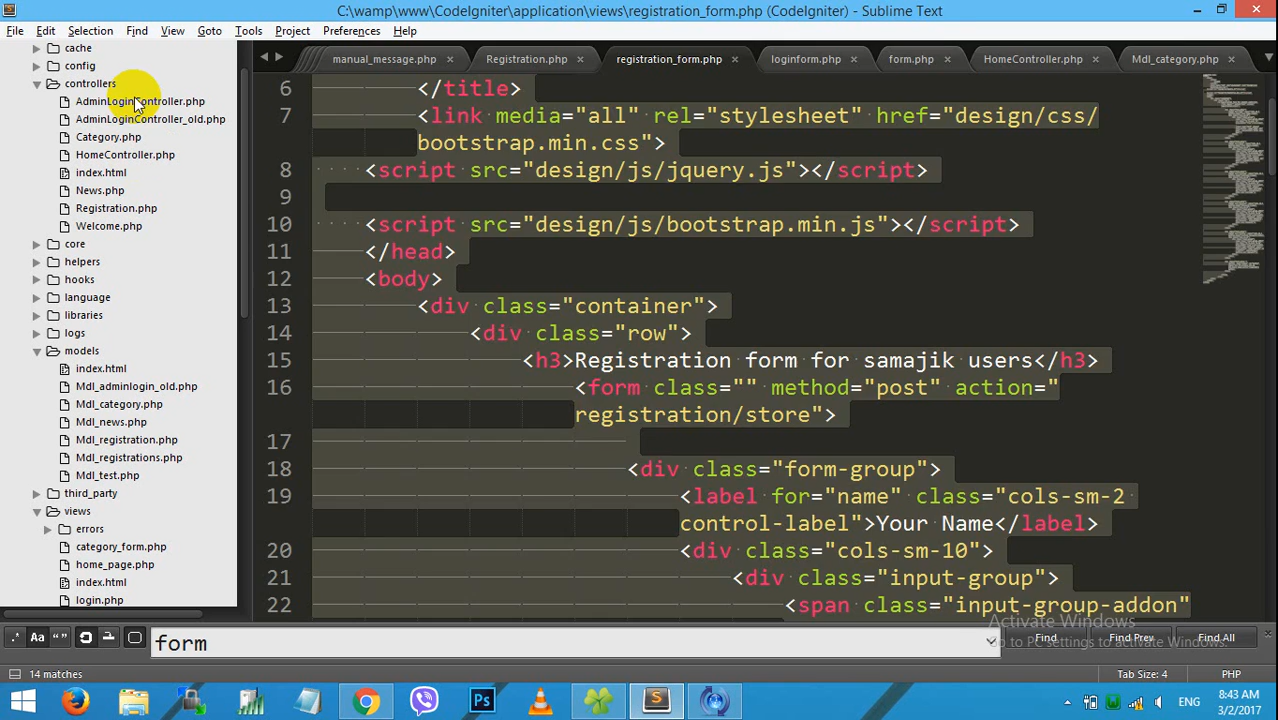 C:\wamp\www\CodeIgniter\application\views\registration_form.php (CodeIgniter) - Sublime Text
File Edit Selection Find View Goto Tools Project Preferences Help
manual_message.php × Registration.php × registration_form.php × loginform.php × form.php × HomeController.php × Mdl_category.php ×
cache
config
controllers
AdminLoginController.php
AdminLoginController_old.php
Category.php
HomeController.php
index.html
News.php
Registration.php
Welcome.php
core
helpers
hooks
language
libraries
logs
models
index.html
Mdl_adminlogin_old.php
Mdl_category.php
Mdl_news.php
Mdl_registration.php
Mdl_registrations.php
Mdl_test.php
third_party
views
errors
category_form.php
home_page.php
index.html
login.php
6 </title>
7 <link media="all" rel="stylesheet" href="design/css/
bootstrap.min.css">
8 <script src="design/js/jquery.js"></script>
9
10 <script src="design/js/bootstrap.min.js"></script>
11 </head>
12 <body>
13 <div class="container">
14 <div class="row">
15 <h3>Registration form for samajik users</h3>
16 <form class="" method="post" action="
registration/store">
17
18 <div class="form-group">
19 <label for="name" class="cols-sm-2
control-label">Your Name</label>
20 <div class="cols-sm-10">
21 <div class="input-group">
22 <span class="input-group-addon"
Activate Windows
Go to PC settings to activate Windows.
.* Aa “ ” form Find Find Prev Find All
14 matches Tab Size: 4 PHP
ENG 8:43 AM
3/2/2017